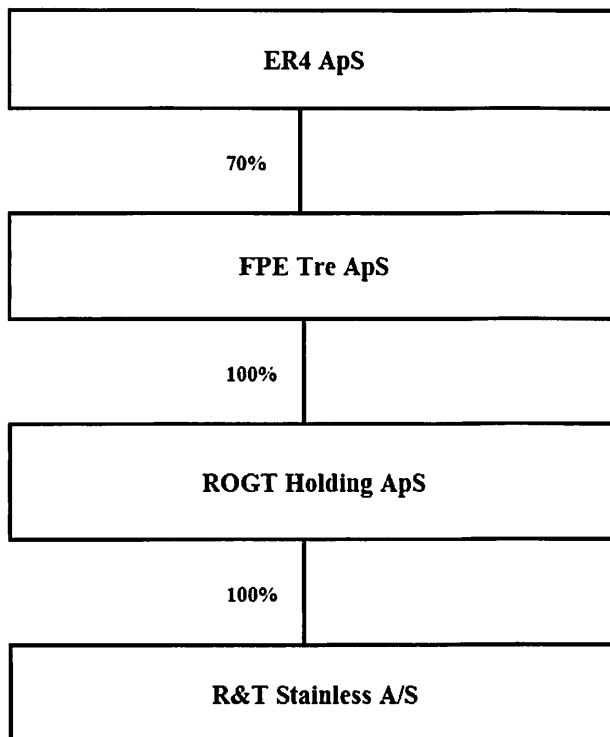 ER4 ApS
70%
FPE Tre ApS
100%
ROGT Holding ApS
100%
R&T Stainless A/S